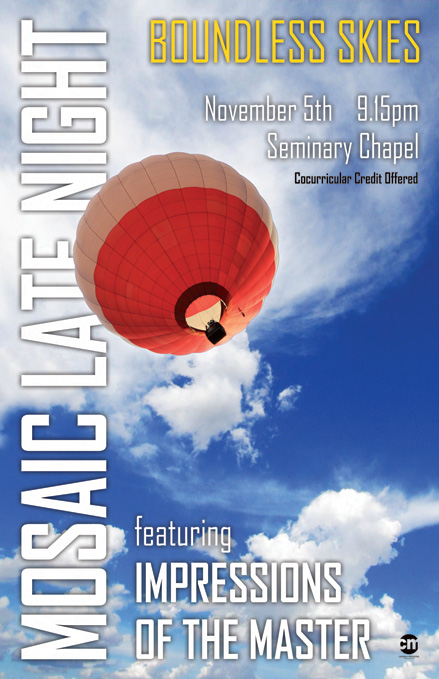 BOUNDLESS SKIES
November 5th 9.15pm
Seminary Chapel
Cocurricular Credit Offered
MOSAIC LATE NIGHT
featuring
IMPRESSIONS
OF THE MASTER
cm